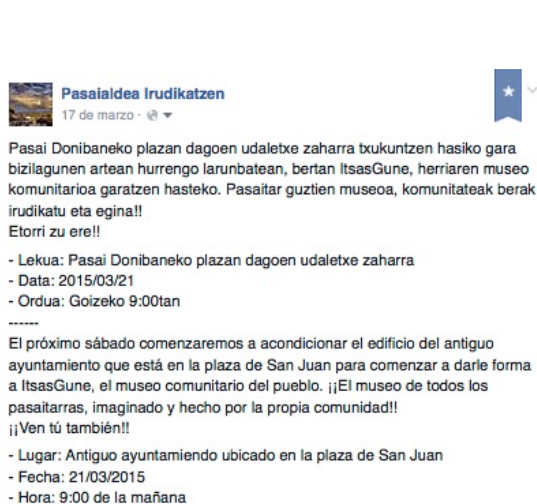 Pasaialdea Irudikatzen
17 de marzo ·
Pasai Donibaneko plazan dagoen udaletxe zaharra txukuntzen hasiko gara
bizilagunen artean hurrengo larunbatean, bertan ItsasGune, herriaren museo
komunitarioa garatzen hasteko. Pasaitar guztien museoa, komunitateak berak
irudikatu eta egina!!
Etorri zu ere!!
- Lekua: Pasai Donibaneko plazan dagoen udaletxe zaharra
- Data: 2015/03/21
- Ordua: Goizeko 9:00tan
------
El próximo sábado comenzaremos a acondicionar el edificio del antiguo
ayuntamiento que está en la plaza de San Juan para comenzar a darle forma
a ItsasGune, el museo comunitario del pueblo. ¡¡El museo de todos los
pasaitarras, imaginado y hecho por la propia comunidad!!
¡¡Ven tú también!!
- Lugar: Antiguo ayuntamiendo ubicado en la plaza de San Juan
- Fecha: 21/03/2015
- Hora: 9:00 de la mañana